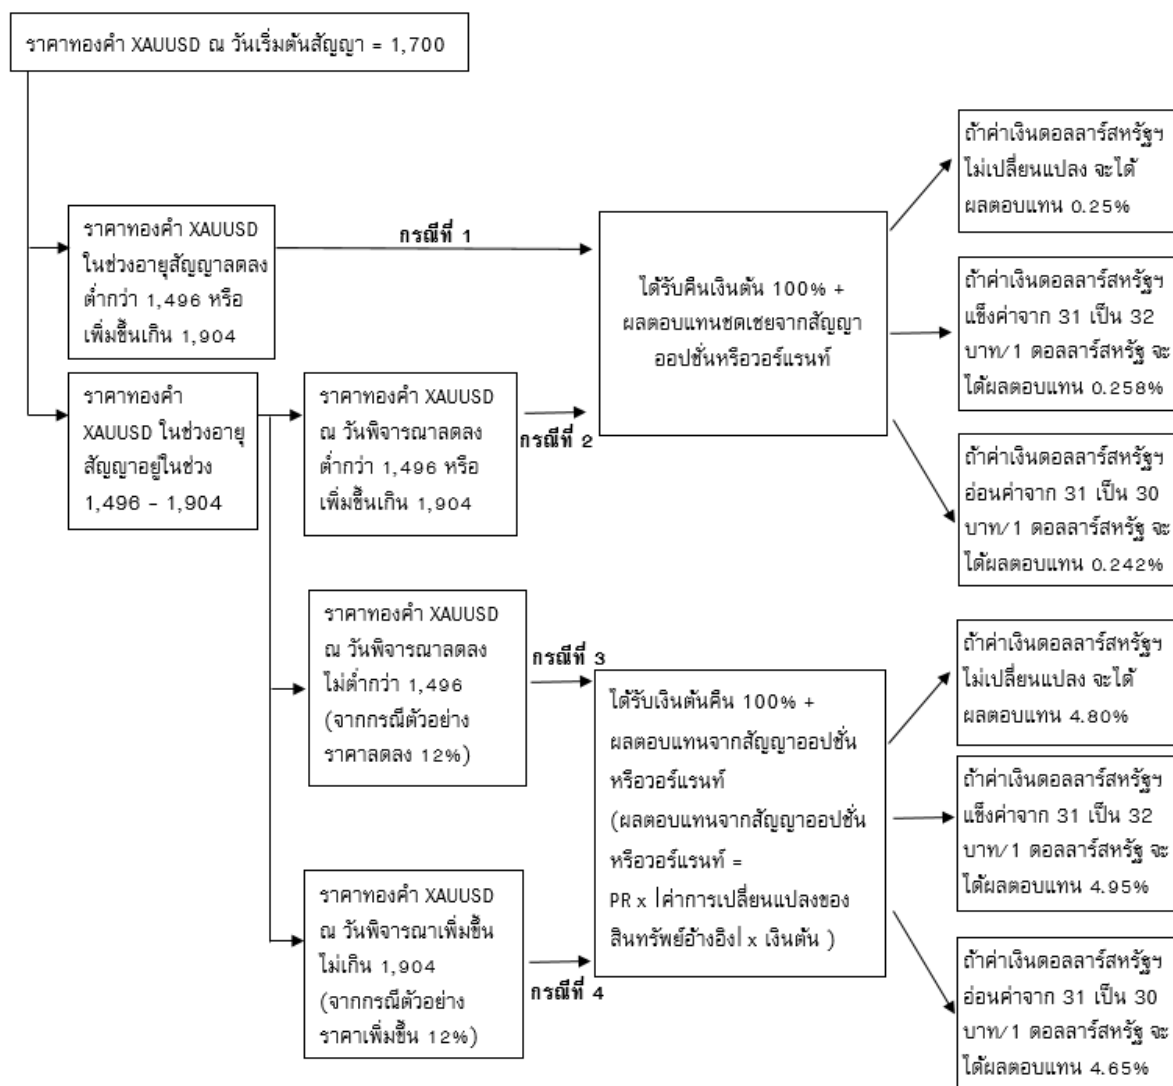 ราคาทองคำ XAUUSD ณ วันเริ่มต้นสัญญา = 1,700
ราคาทองคำ XAUUSD
ในช่วงอายุสัญญาลดลง
ต่ำกว่า 1,496 หรือ
เพิ่มขึ้นเกิน 1,904
กรณีที่ 1
ได้รับคืนเงินต้น 100% +
ผลตอบแทนชดเชยจากสัญญา
ออปชั่นหรือวอร์แรนท์
ถ้าค่าเงินดอลลาร์สหรัฐฯ
ไม่เปลี่ยนแปลง จะได้
ผลตอบแทน 0.25%
ถ้าค่าเงินดอลลาร์สหรัฐฯ
แข็งค่าจาก 31 เป็น 32
บาท/1 ดอลลาร์สหรัฐ จะ
ได้ผลตอบแทน 0.258%
ถ้าค่าเงินดอลลาร์สหรัฐฯ
อ่อนค่าจาก 31 เป็น 30
บาท/1 ดอลลาร์สหรัฐ จะ
ได้ผลตอบแทน 0.242%
ราคาทองคำ
XAUUSD ในช่วงอายุ
สัญญาอยู่ในช่วง
1,496 - 1,904
ราคาทองคำ XAUUSD
ณ วันพิจารณาลดลง
ต่ำกว่า 1,496 หรือ
เพิ่มขึ้นเกิน 1,904
กรณีที่ 2
ราคาทองคำ XAUUSD
ณ วันพิจารณาลดลง
ไม่ต่ำกว่า 1,496
(จากกรณีตัวอย่าง
ราคาลดลง 12%)
กรณีที่ 3
ราคาทองคำ XAUUSD
ณ วันพิจารณาเพิ่มขึ้น
ไม่เกิน 1,904
(จากกรณีตัวอย่าง
ราคาเพิ่มขึ้น 12%)
กรณีที่ 4
ได้รับเงินต้นคืน 100% +
ผลตอบแทนจากสัญญาออปชั่น
หรือวอร์แรนท์
(ผลตอบแทนจากสัญญาออปชั่น
หรือวอร์แรนท์ =
PR x |ค่าการเปลี่ยนแปลงของ
สินทรัพย์อ้างอิง| x เงินต้น )
ถ้าค่าเงินดอลลาร์สหรัฐฯ
ไม่เปลี่ยนแปลง จะได้
ผลตอบแทน 4.80%
ถ้าค่าเงินดอลลาร์สหรัฐฯ
แข็งค่าจาก 31 เป็น 32
บาท/1 ดอลลาร์สหรัฐ จะ
ได้ผลตอบแทน 4.95%
ถ้าค่าเงินดอลลาร์สหรัฐฯ
อ่อนค่าจาก 31 เป็น 30
บาท/1 ดอลลาร์สหรัฐ จะ
ได้ผลตอบแทน 4.65%